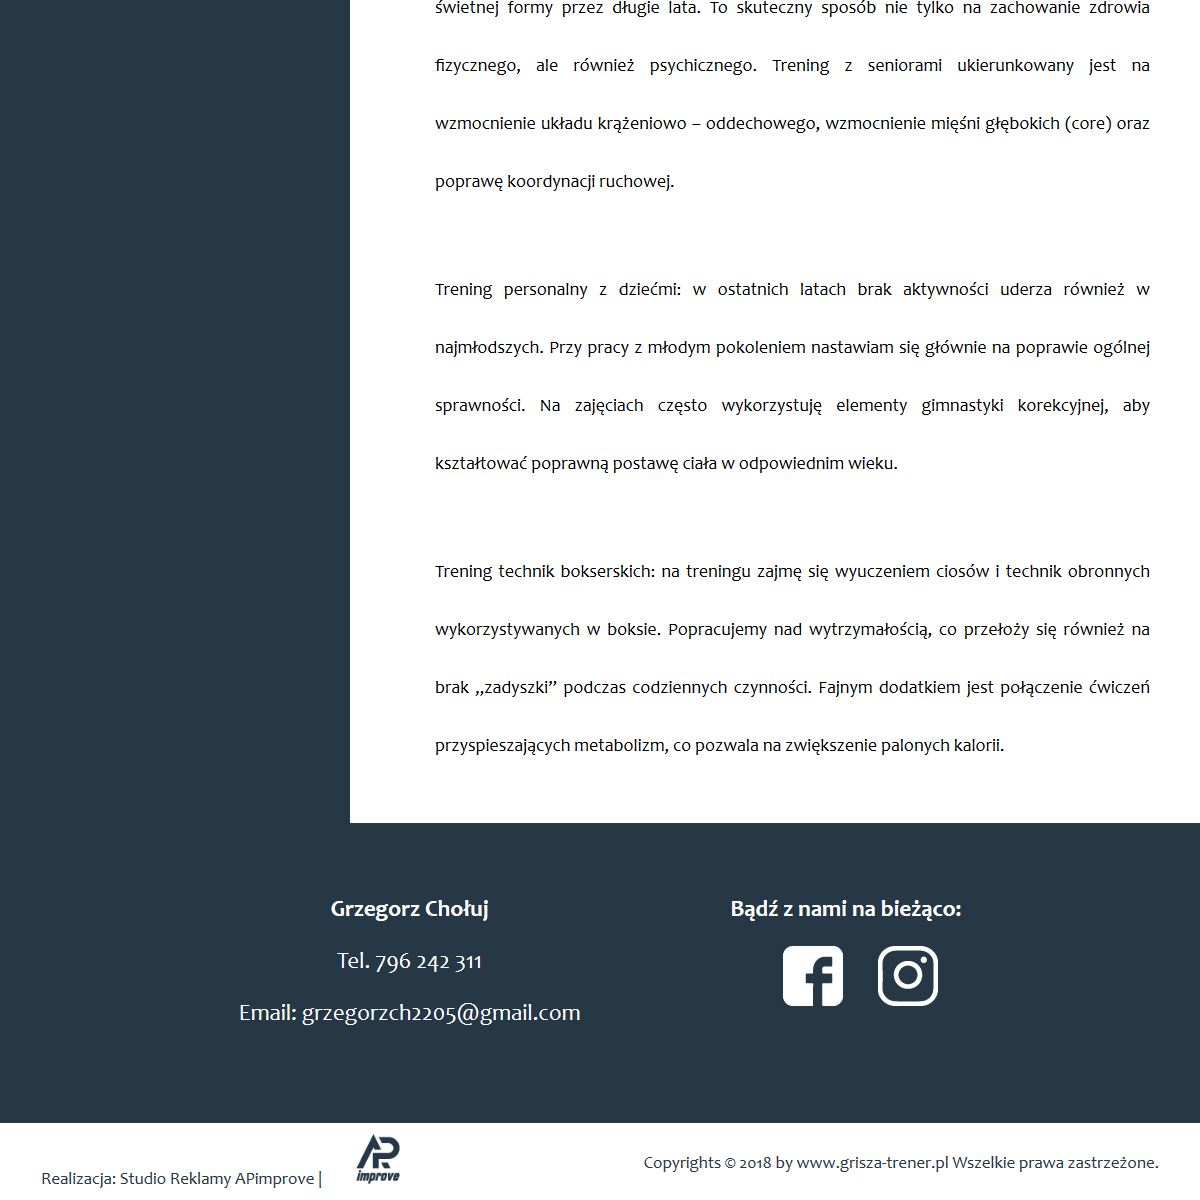 świetnej formy przez długie lata. To skuteczny sposób nie tylko na zachowanie zdrowia
fizycznego, ale również psychicznego. Trening z seniorami ukierunkowany jest na
wzmocnienie układu krążeniowo – oddechowego, wzmocnienie mięśni głębokich (core) oraz
poprawę koordynacji ruchowej.
Trening personalny z dziećmi: w ostatnich latach brak aktywności uderza również w
najmłodszych. Przy pracy z młodym pokoleniem nastawiam się głównie na poprawie ogólnej
sprawności. Na zajęciach często wykorzystuję elementy gimnastyki korekcyjnej, aby
kształtować poprawną postawę ciała w odpowiednim wieku.
Trening technik bokserskich: na treningu zajmę się wyuczeniem ciosów i technik obronnych
wykorzystywanych w boksie. Popracujemy nad wytrzymałością, co przełoży się również na
brak „zadyszki” podczas codziennych czynności. Fajnym dodatkiem jest połączenie ćwiczeń
przyspieszających metabolizm, co pozwala na zwiększenie palonych kalorii.
Grzegorz Chołuj
Tel. 796 242 311
Email: grzegorzch2205@gmail.com
Bądź z nami na bieżąco:
Realizacja: Studio Reklamy APimprove |
AP
improve
Copyrights © 2018 by www.grisza-trener.pl Wszelkie prawa zastrzeżone.